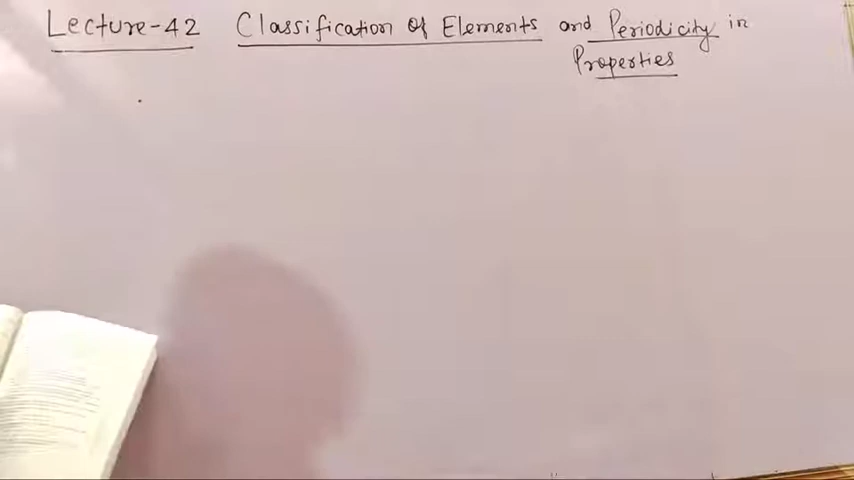 Lecture-42 Classification of Elements and Periodicity in
Properties